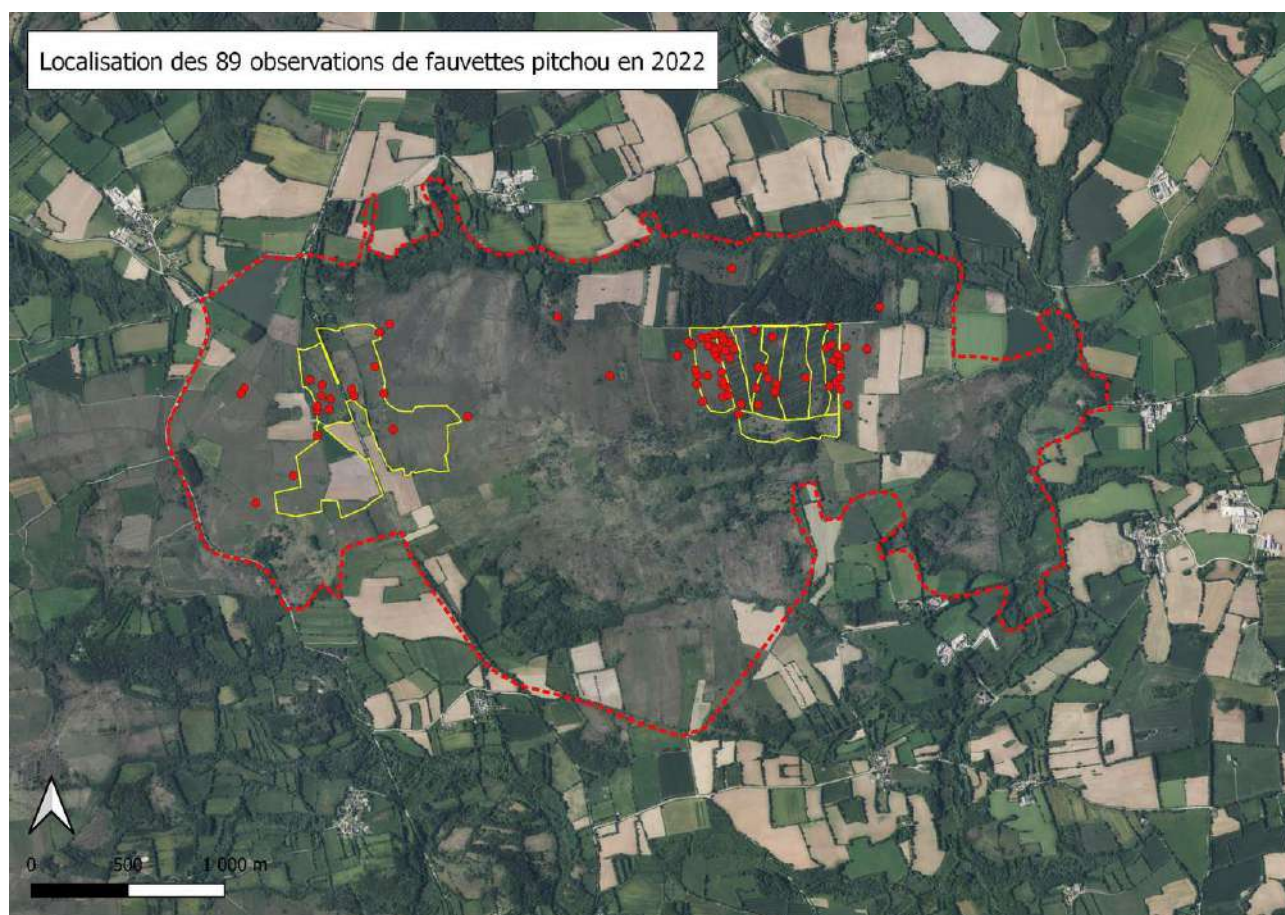 Localisation des 89 observations de fauvettes pitchou en 2022
0 500 1 000 m